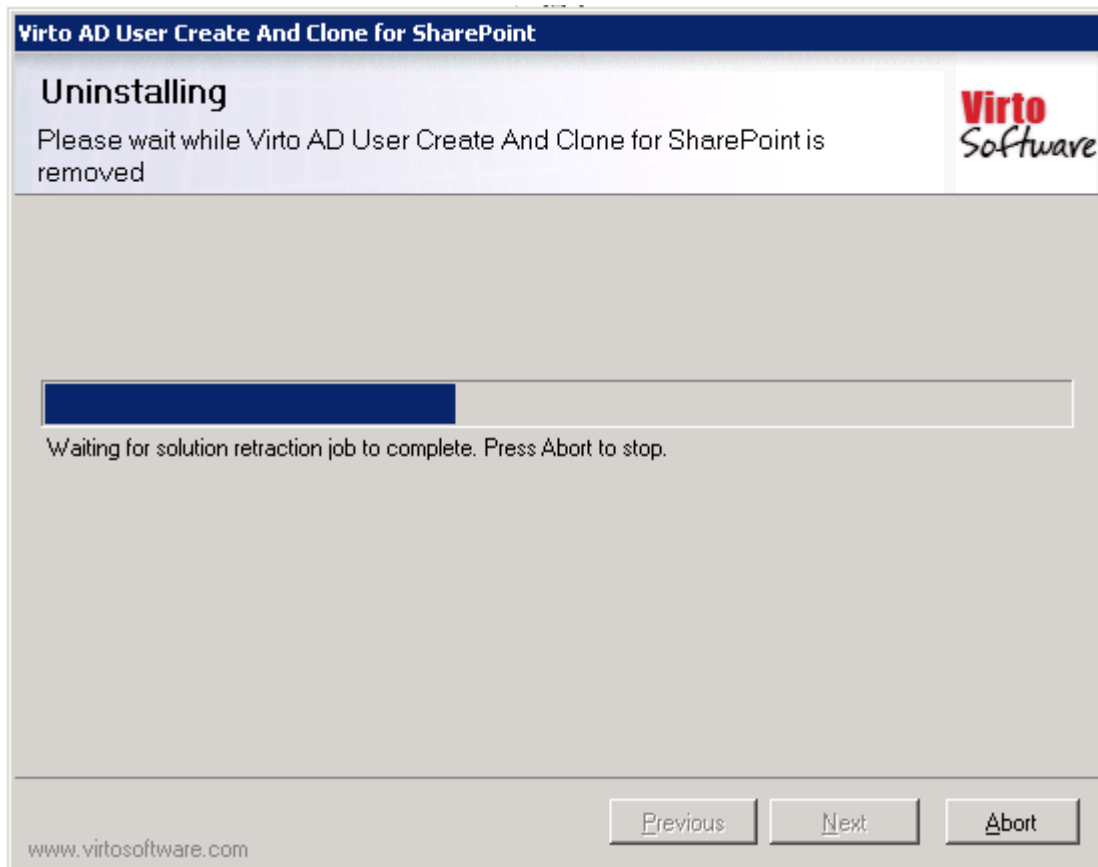 Virto AD User Create And Clone for SharePoint
Uninstalling
Please wait while Virto AD User Create And Clone for SharePoint is
removed
Virto
Software
Waiting for solution retraction job to complete. Press Abort to stop.
Previous Next Abort
www.virtosoftware.com